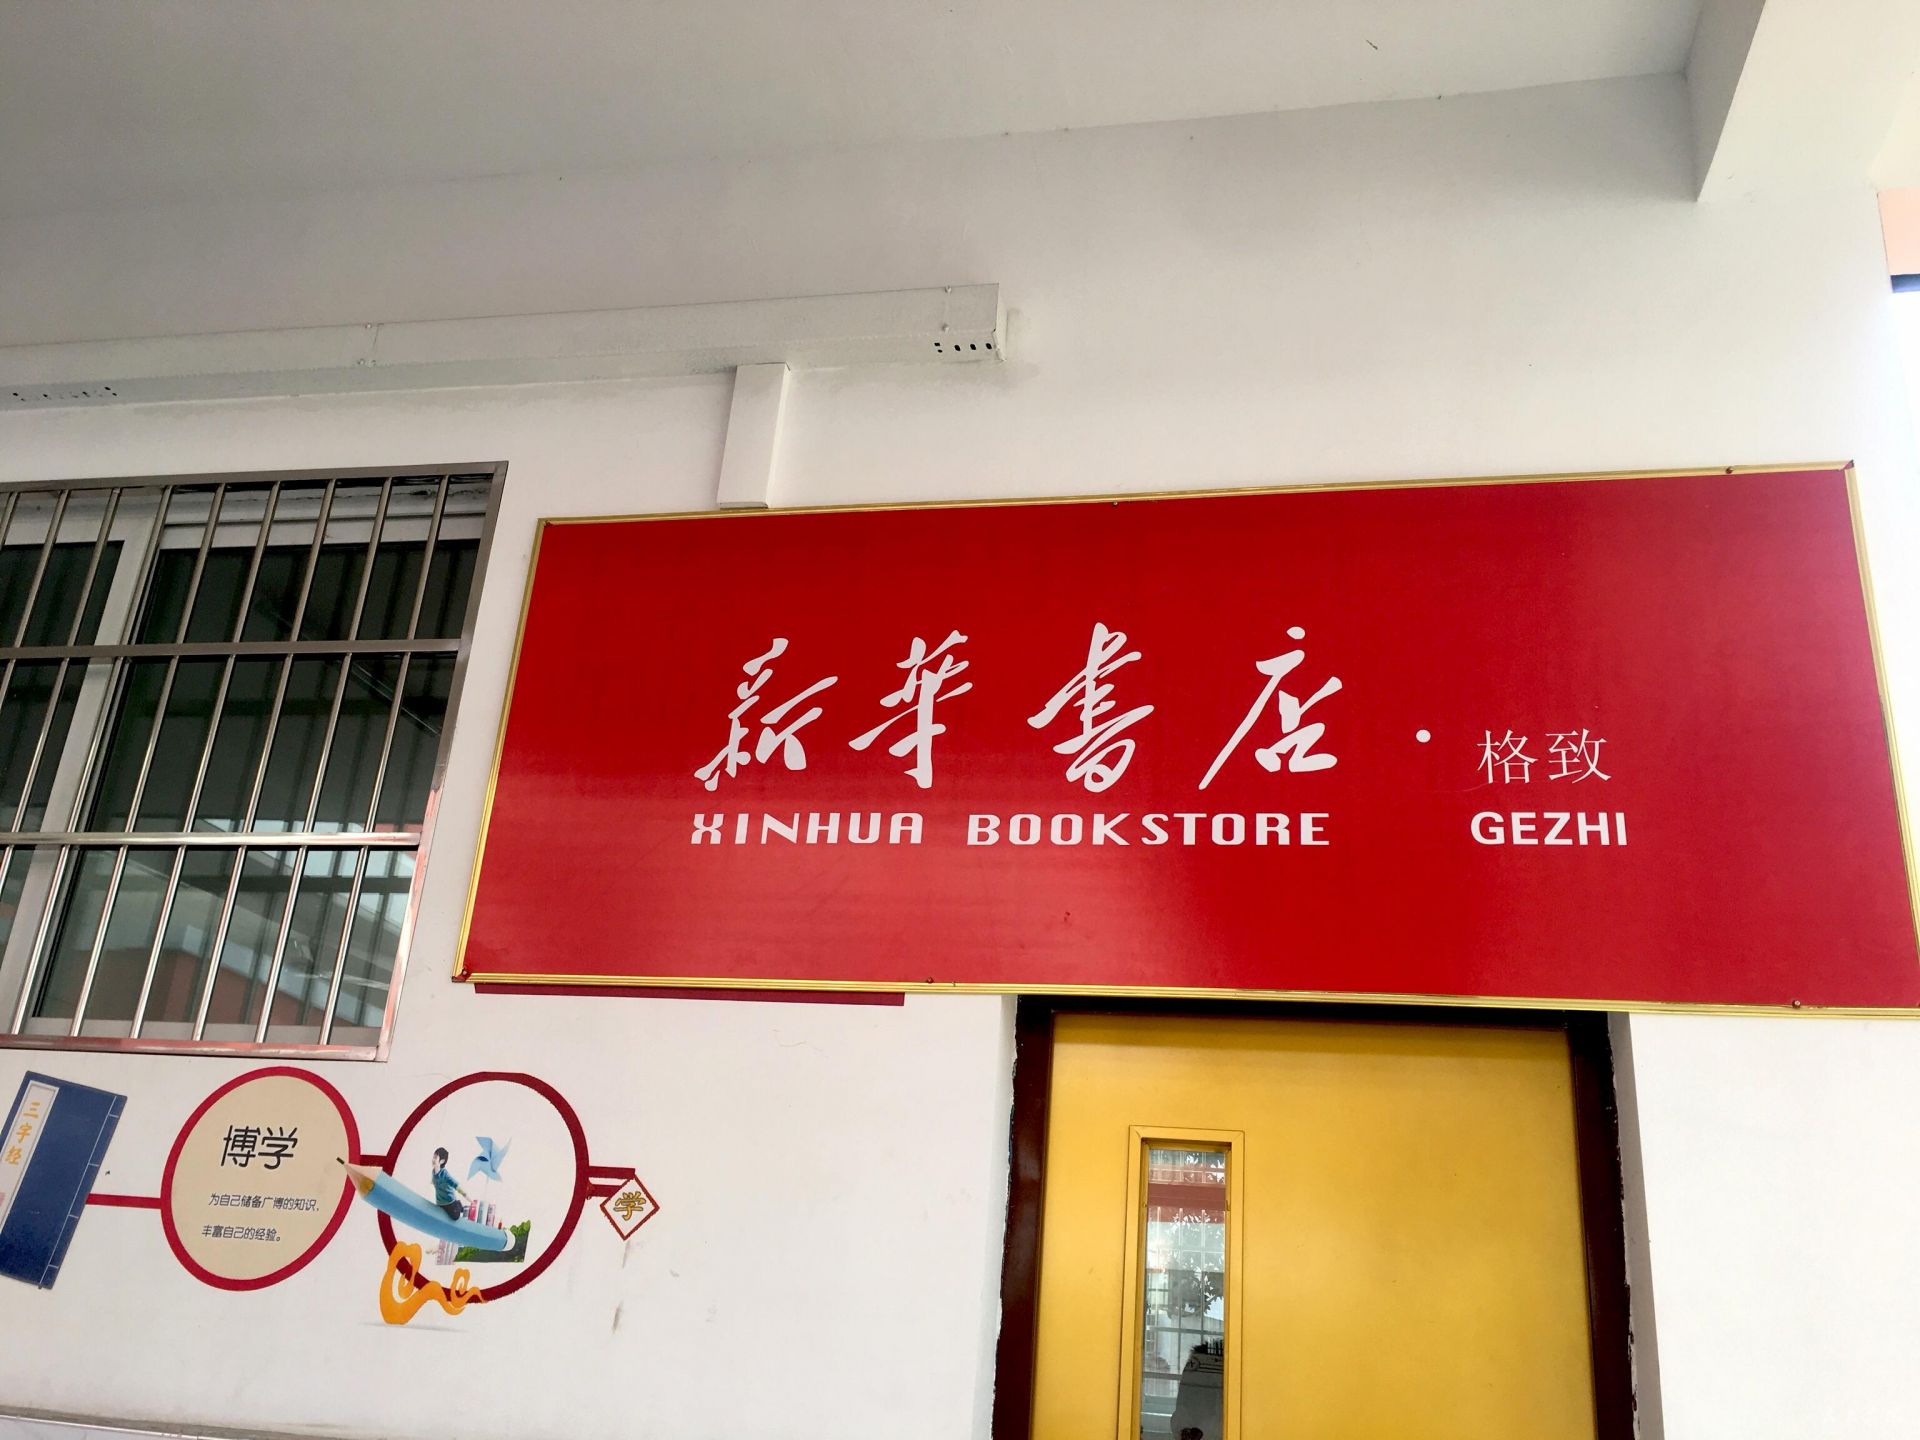 新華書店·格致
XINHUA BOOKSTORE GEZHI
三字经
博学
为自己储备广博的知识，
丰富自己的经验。
学